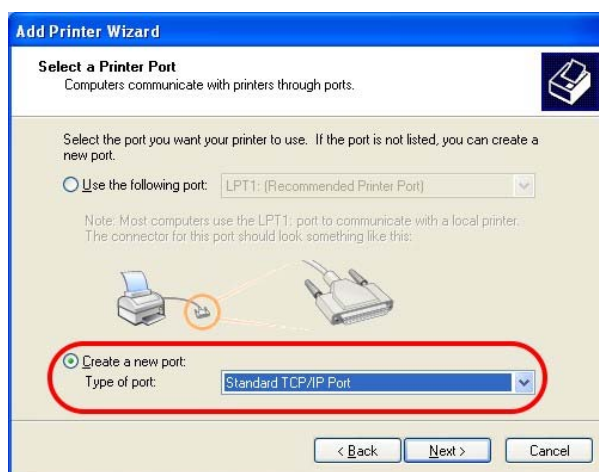 Add Printer Wizard
Select a Printer Port
Computers communicate with printers through ports.
Select the port you want your printer to use. If the port is not listed, you can create a
new port.
Use the following port: LPT1: (Recommended Printer Port)
Note: Most computers use the LPT1: port to communicate with a local printer.
The connector for this port should look something like this:
Create a new port:
Type of port: Standard TCP/IP Port
< Back Next > Cancel